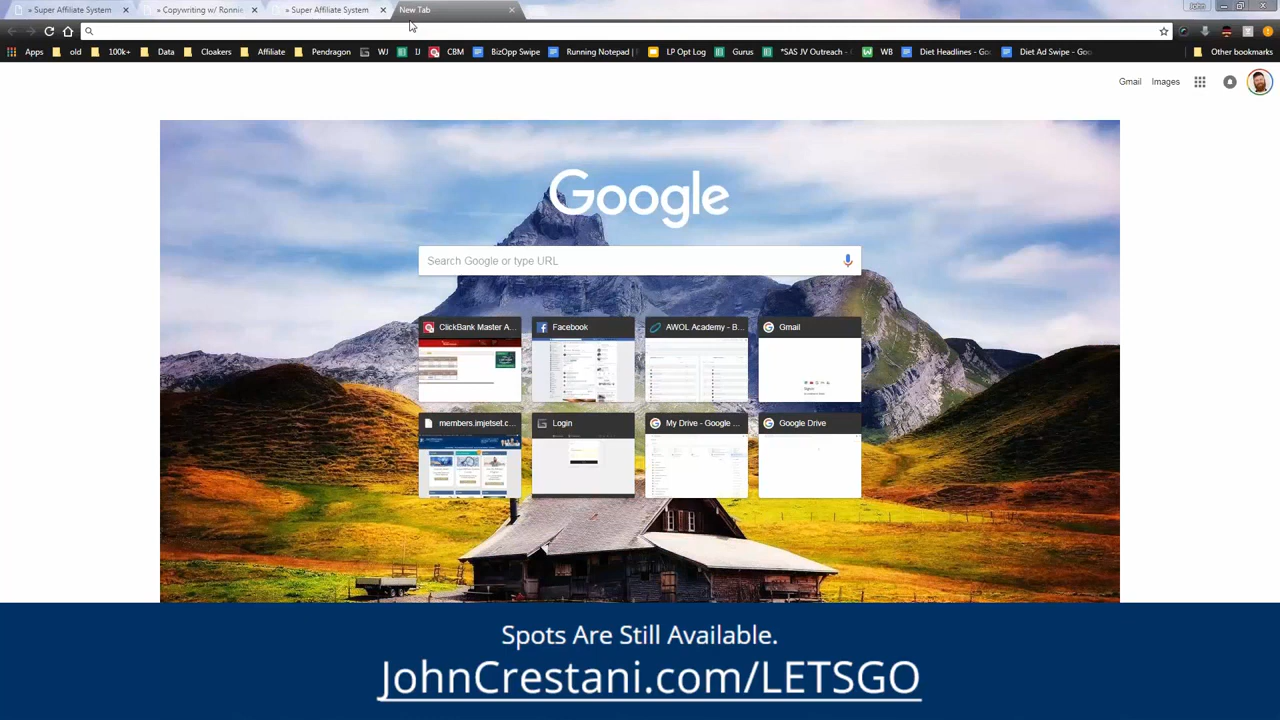 » Super Affiliate System
» Copywriting w/ Ronnie
» Super Affiliate System
New Tab
John
Apps
old
100k+
Data
Cloakers
Affiliate
Pendragon
WJ
IJ
CBM
BizOpp Swipe
Running Notepad
LP Opt Log
Gurus
*SAS JV Outreach -
WB
Diet Headlines - Go
Diet Ad Swipe - Goo
Other bookmarks
Gmail
Images
Google
Search Google or type URL
ClickBank Master A...
Facebook
AWOL Academy - B...
Gmail
members.imjetset.c...
Login
My Drive - Google ...
Google Drive
Spots Are Still Available.
JohnCrestani.com/LETSGO